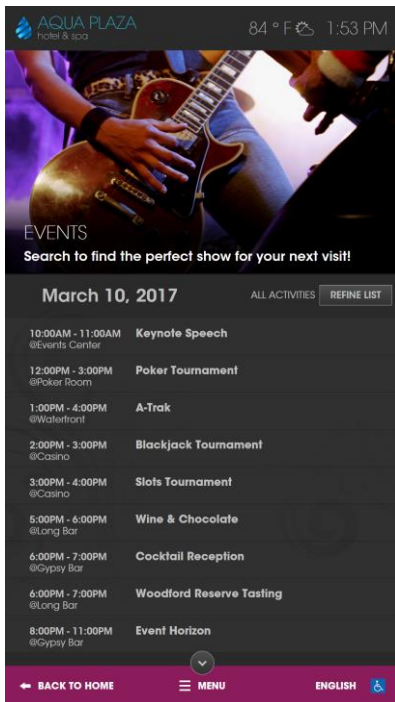 AQUA PLAZA
hotel & spa
84 ° F 1:53 PM
EVENTS
Search to find the perfect show for your next visit!
March 10, 2017 ALL ACTIVITIES REFINE LIST
10:00AM - 11:00AM Keynote Speech
@Events Center
12:00PM - 3:00PM Poker Tournament
@Poker Room
1:00PM - 4:00PM A-Trak
@Waterfront
2:00PM - 3:00PM Blackjack Tournament
@Casino
3:00PM - 4:00PM Slots Tournament
@Casino
5:00PM - 6:00PM Wine & Chocolate
@Long Bar
6:00PM - 7:00PM Cocktail Reception
@Gypsy Bar
6:00PM - 7:00PM Woodford Reserve Tasting
@Long Bar
8:00PM - 11:00PM Event Horizon
@Gypsy Bar
BACK TO HOME MENU ENGLISH